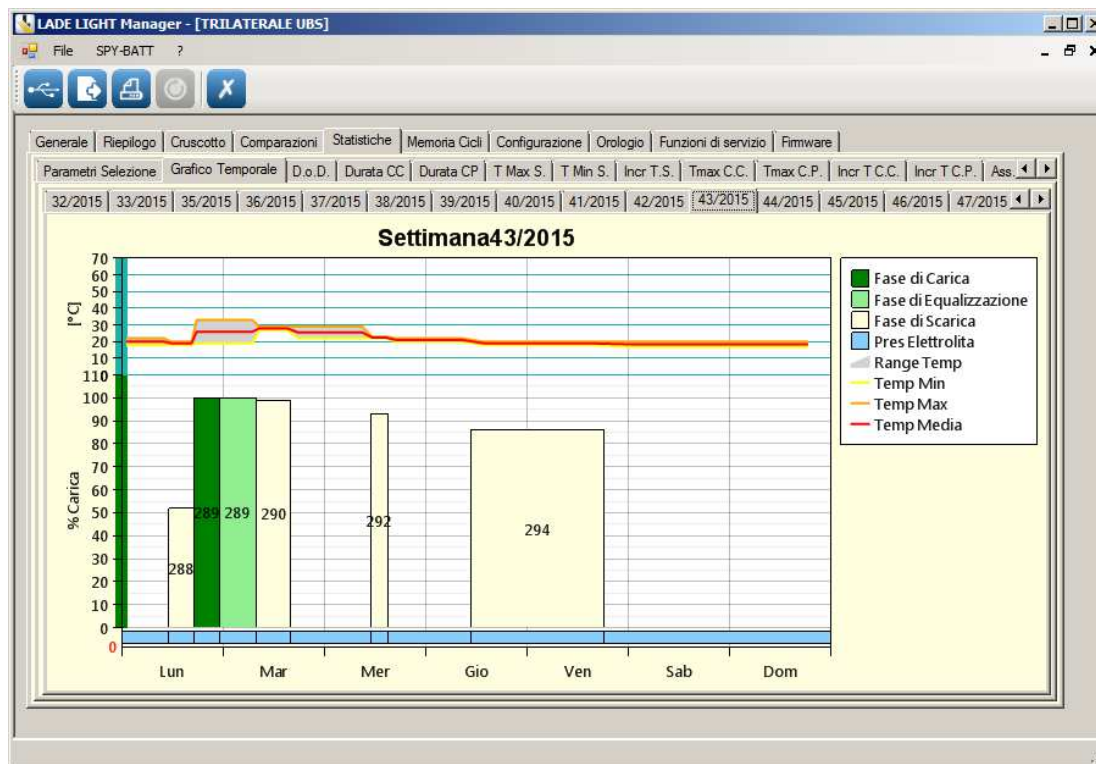 LADE LIGHT Manager - [TRILATERALE UBS]
File SPY-BATT ?
Generale Riepilogo Cruscotto Comparazioni Statistiche Memoria Cicli Configurazione Orologio Funzioni di servizio Firmware
Parametri Selezione Grafico Temporale D.o.D. Durata CC Durata CP T Max S. T Min S. Incr T.S. Tmax C.C. Tmax C.P. Incr T C.C. Incr T C.P. Ass.
32/2015 33/2015 35/2015 36/2015 37/2015 38/2015 39/2015 40/2015 41/2015 42/2015 43/2015 44/2015 45/2015 46/2015 47/2015
Settimana43/2015
[°C]
70
60
50
40
30
20
10
110
100
90
80
70
60
50
40
30
20
10
0
0
% Carica
288
289
289
290
292
294
Lun Mar Mer Gio Ven Sab Dom
Fase di Carica
Fase di Equalizzazione
Fase di Scarica
Pres Elettrolita
Range Temp
Temp Min
Temp Max
Temp Media